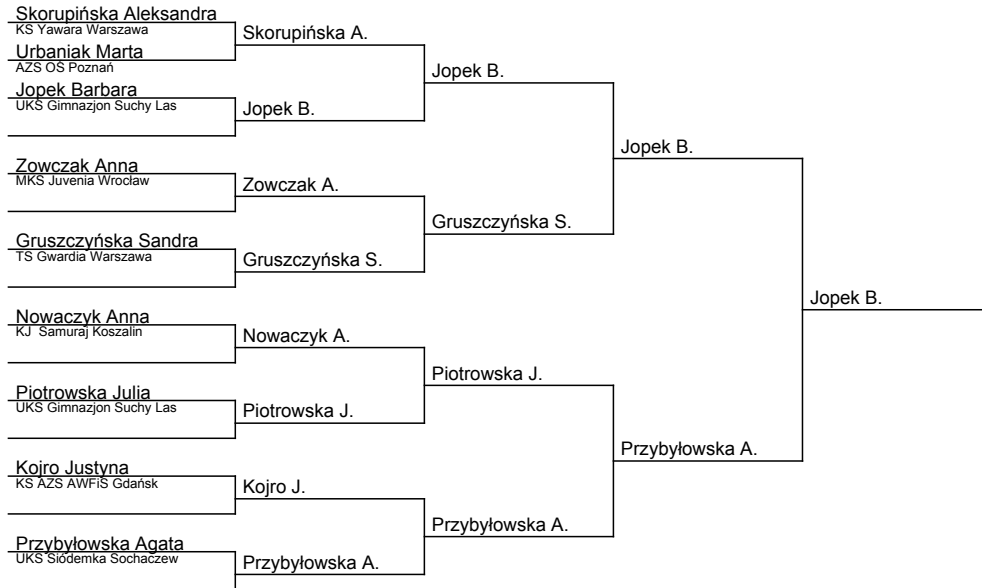 Skorupińska Aleksandra
KS Yawara Warszawa
Skorupińska A.
Urbaniak Marta
AZS OŚ Poznań
Jopek B.
Jopek Barbara
UKS Gimnazjon Suchy Las
Jopek B.
Jopek B.
Zowczak Anna
MKS Juvenia Wrocław
Zowczak A.
Gruszczyńska S.
Gruszczyńska Sandra
TS Gwardia Warszawa
Gruszczyńska S.
Jopek B.
Nowaczyk Anna
KJ Samuraj Koszalin
Nowaczyk A.
Piotrowska J.
Piotrowska Julia
UKS Gimnazjon Suchy Las
Piotrowska J.
Przybyłowska A.
Kojro Justyna
KS AZS AWFiS Gdańsk
Kojro J.
Przybyłowska A.
Przybyłowska Agata
UKS Siódemka Sochaczew
Przybyłowska A.